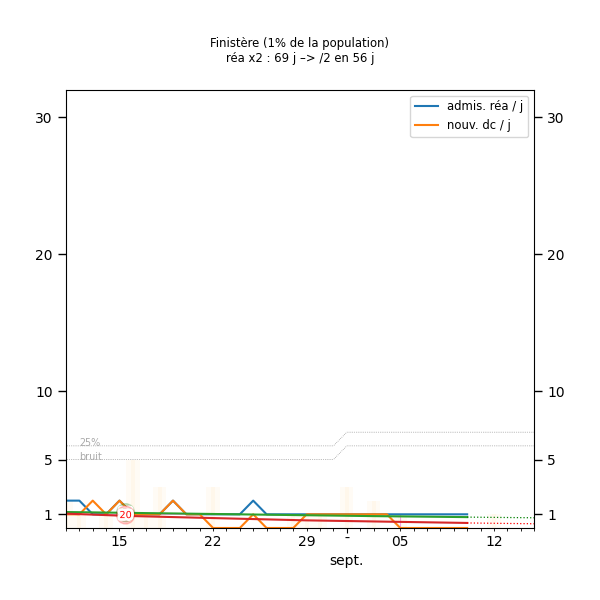 Finistère (1% de la population)
réa x2 : 69 j –> /2 en 56 j
admis. réa / j
nouv. dc / j
30 30
20 20
10 10
25%
bruit
5 5
20
1 1
15 22 29 - 05 12
sept.